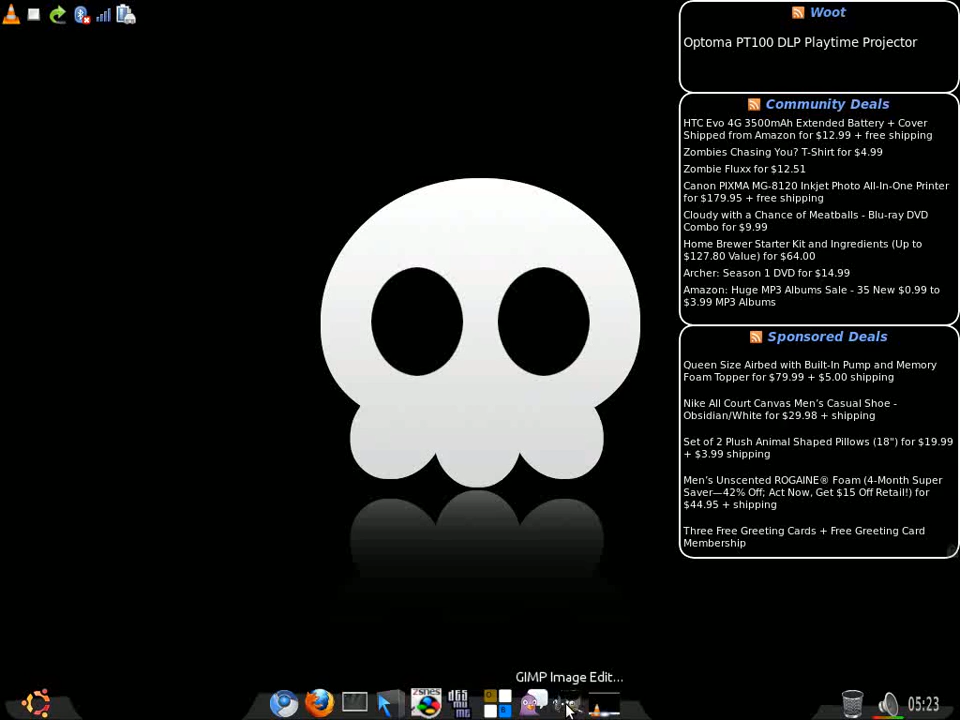 Woot
Optoma PT100 DLP Playtime Projector
Community Deals
HTC Evo 4G 3500mAh Extended Battery + Cover
Shipped from Amazon for $12.99 + free shipping
Zombies Chasing You? T-Shirt for $4.99
Zombie Fluxx for $12.51
Canon PIXMA MG-8120 Inkjet Photo All-In-One Printer
for $179.95 + free shipping
Cloudy with a Chance of Meatballs - Blu-ray DVD
Combo for $9.99
Home Brewer Starter Kit and Ingredients (Up to
$127.80 Value) for $64.00
Archer: Season 1 DVD for $14.99
Amazon: Huge MP3 Albums Sale - 35 New $0.99 to
$3.99 MP3 Albums
Sponsored Deals
Queen Size Airbed with Built-In Pump and Memory
Foam Topper for $79.99 + $5.00 shipping
Nike All Court Canvas Men's Casual Shoe -
Obsidian/White for $29.98 + shipping
Set of 2 Plush Animal Shaped Pillows (18") for $19.99
+ $3.99 shipping
Men's Unscented ROGAINE® Foam (4-Month Super
Saver—42% Off; Act Now, Get $15 Off Retail!) for
$44.95 + shipping
Three Free Greeting Cards + Free Greeting Card
Membership
GIMP Image Edit...
zsnes
05:23